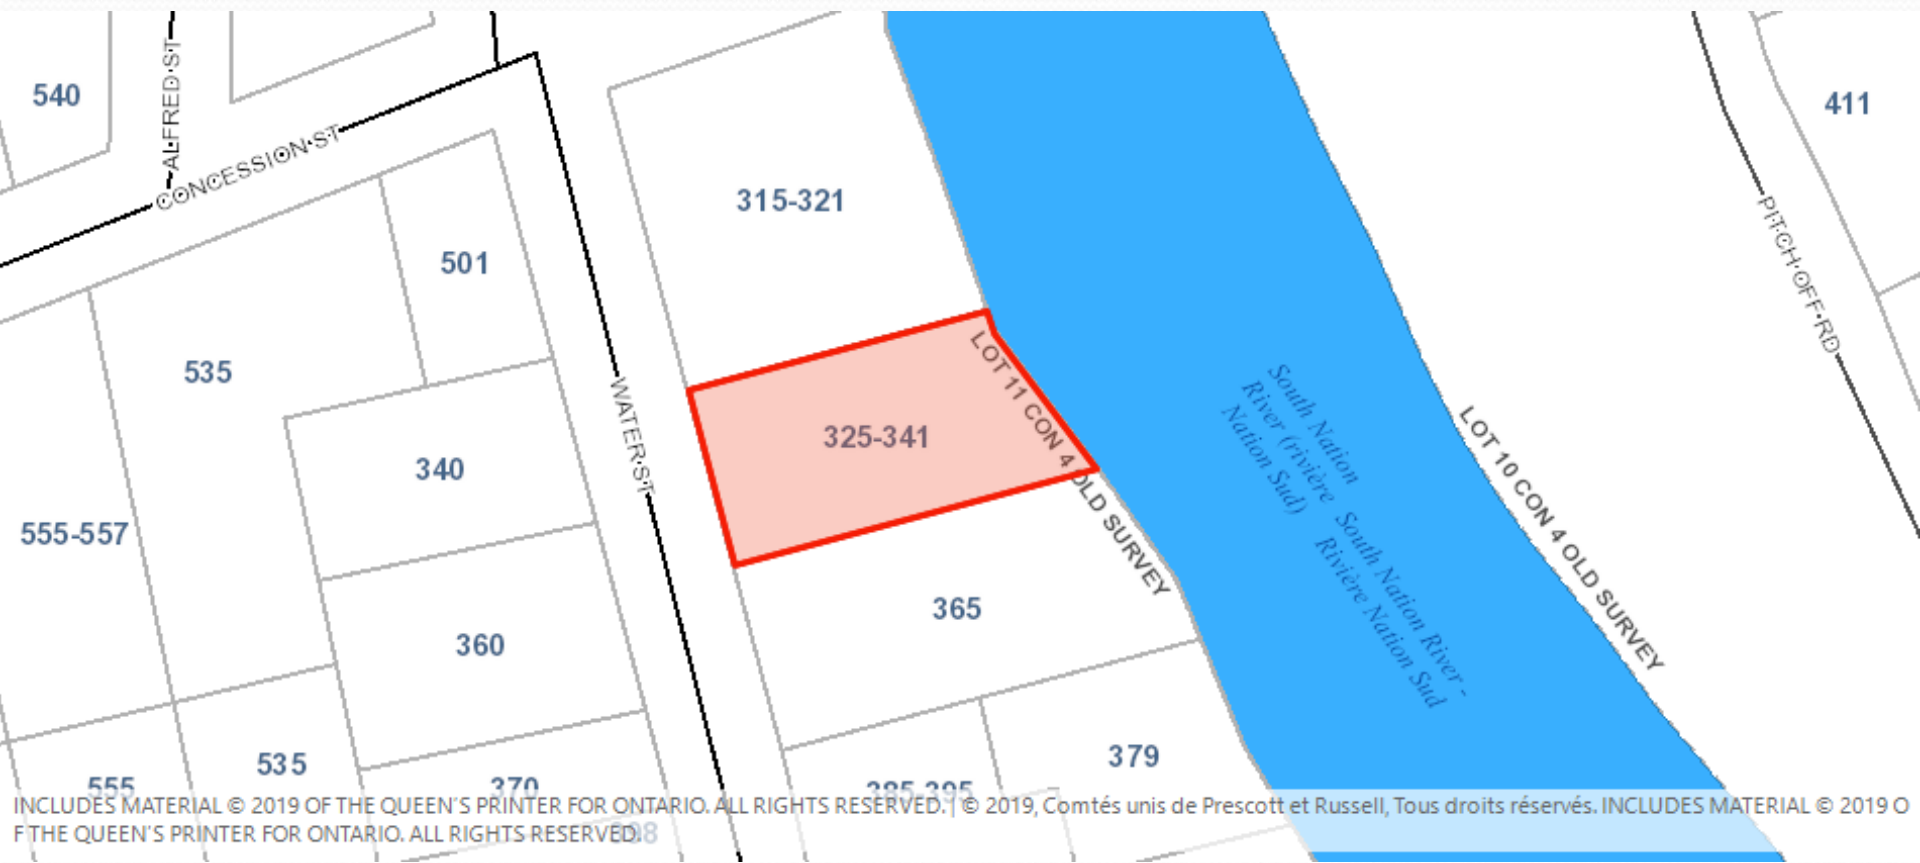 540
ALFRED ST
CONCESSION ST
411
315-321
501
PITCH OFF RD
535
WATER ST
325-341
LOT 11 CON 4 OLD SURVEY
340
South Nation
River (rivière
Nation Sud)
LOT 10 CON 4 OLD SURVEY
555-557
South Nation River -
Rivière Nation Sud
365
360
379
535
555
370
385-395
INCLUDES MATERIAL © 2019 OF THE QUEEN'S PRINTER FOR ONTARIO. ALL RIGHTS RESERVED. | © 2019, Comtés unis de Prescott et Russell, Tous droits réservés. INCLUDES MATERIAL © 2019 O
F THE QUEEN'S PRINTER FOR ONTARIO. ALL RIGHTS RESERVED.